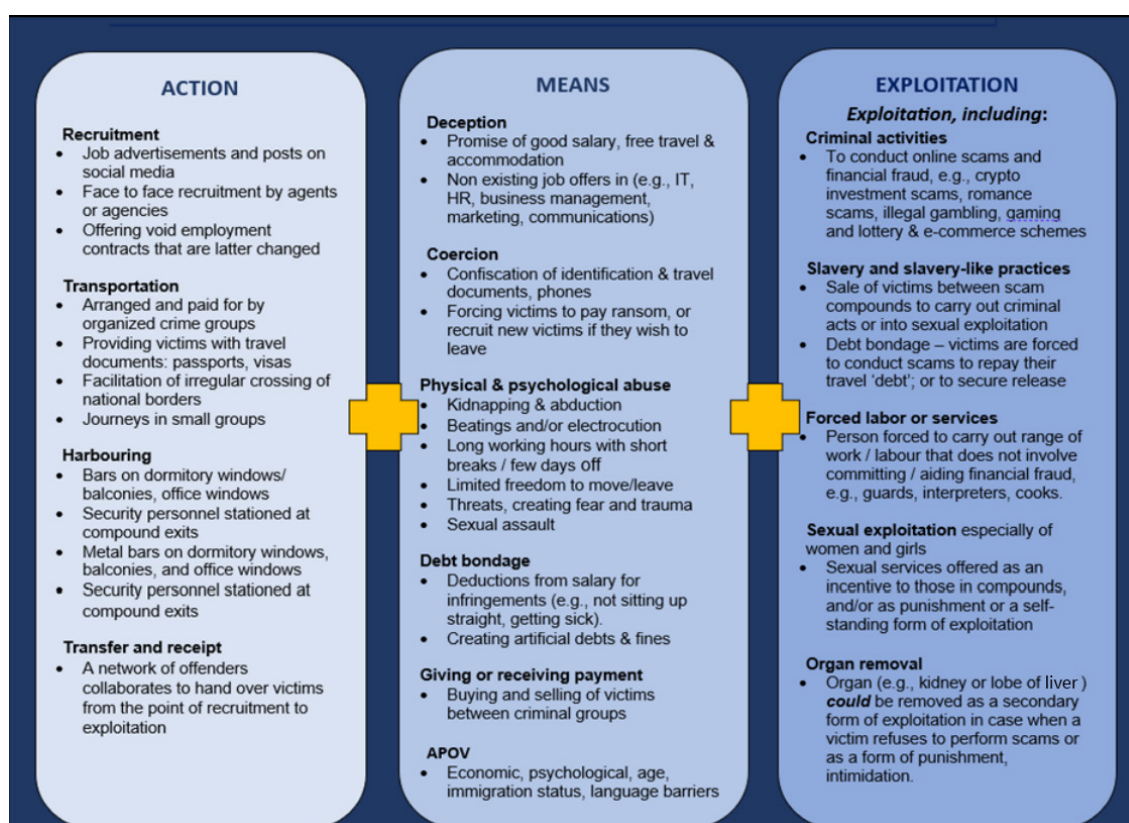 ACTION
Recruitment
• Job advertisements and posts on
social media
• Face to face recruitment by agents
or agencies
• Offering void employment
contracts that are latter changed
Transportation
• Arranged and paid for by
organized crime groups
• Providing victims with travel
documents: passports, visas
• Facilitation of irregular crossing of
national borders
• Journeys in small groups
Harbouring
• Bars on dormitory windows/
balconies, office windows
• Security personnel stationed at
compound exits
• Metal bars on dormitory windows,
balconies, and office windows
• Security personnel stationed at
compound exits
Transfer and receipt
• A network of offenders
collaborates to hand over victims
from the point of recruitment to
exploitation
MEANS
Deception
• Promise of good salary, free travel &
accommodation
• Non existing job offers in (e.g., IT,
HR, business management,
marketing, communications)
Coercion
• Confiscation of identification & travel
documents, phones
• Forcing victims to pay ransom, or
recruit new victims if they wish to
leave
Physical & psychological abuse
• Kidnapping & abduction
• Beatings and/or electrocution
• Long working hours with short
breaks / few days off
• Limited freedom to move/leave
• Threats, creating fear and trauma
• Sexual assault
Debt bondage
• Deductions from salary for
infringements (e.g., not sitting up
straight, getting sick).
• Creating artificial debts & fines
Giving or receiving payment
• Buying and selling of victims
between criminal groups
APOV
• Economic, psychological, age,
immigration status, language barriers
EXPLOITATION
Exploitation, including:
Criminal activities
• To conduct online scams and
financial fraud, e.g., crypto
investment scams, romance
scams, illegal gambling, gaming
and lottery & e-commerce schemes
Slavery and slavery-like practices
• Sale of victims between scam
compounds to carry out criminal
acts or into sexual exploitation
• Debt bondage – victims are forced
to conduct scams to repay their
travel ‘debt’; or to secure release
Forced labor or services
• Person forced to carry out range of
work / labour that does not involve
committing / aiding financial fraud,
e.g., guards, interpreters, cooks.
Sexual exploitation especially of
women and girls
• Sexual services offered as an
incentive to those in compounds,
and/or as punishment or a self-
standing form of exploitation
Organ removal
• Organ (e.g., kidney or lobe of liver )
could be removed as a secondary
form of exploitation in case when a
victim refuses to perform scams or
as a form of punishment,
intimidation.